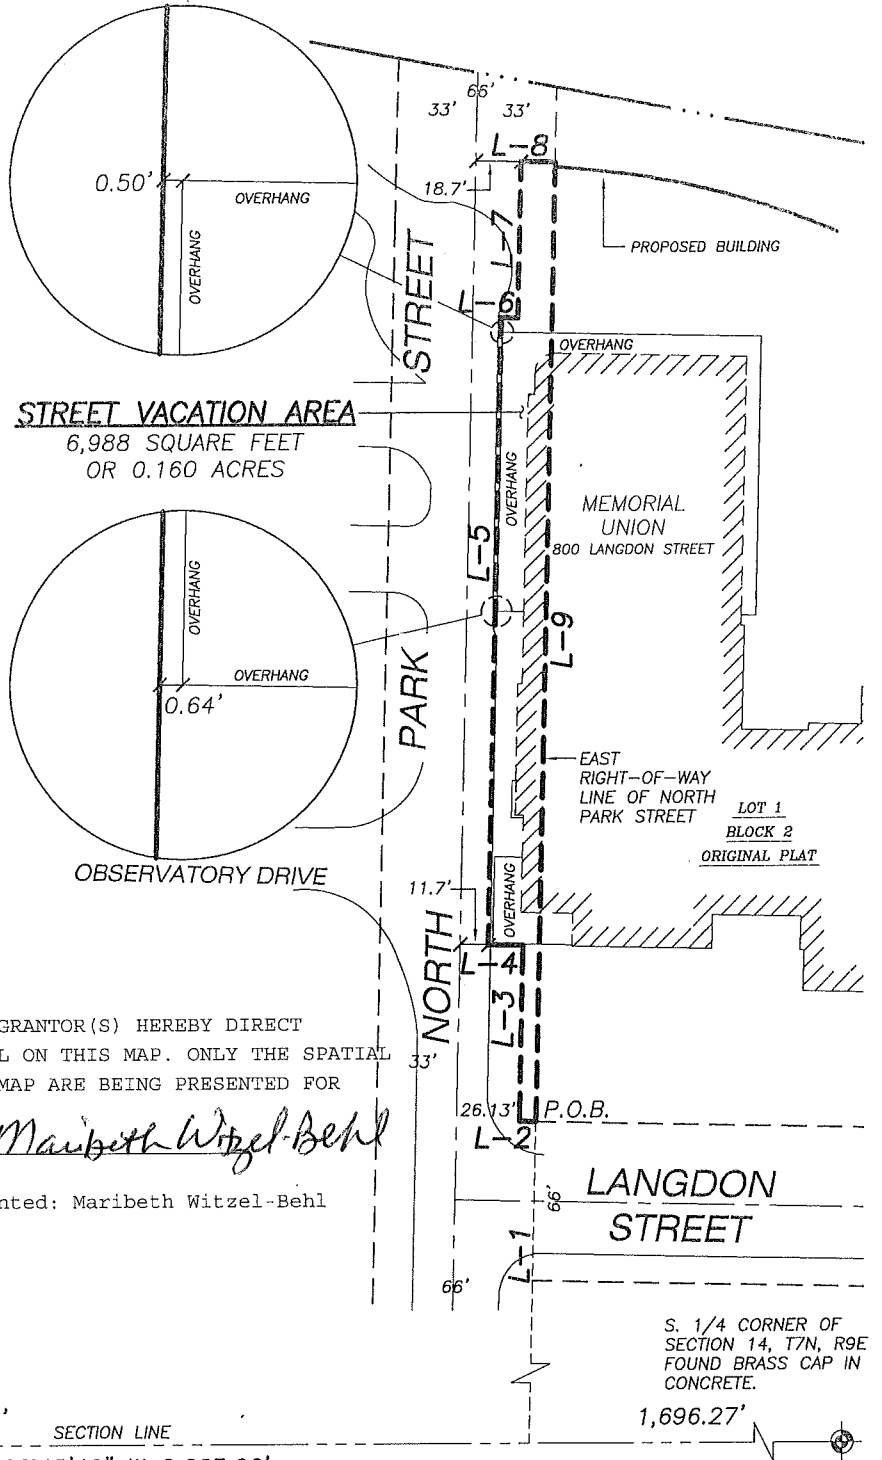 66'
33'
33'
L-8
0.50'
OVERHANG
OVERHANG
18.7'
L-7
PROPOSED BUILDING
STREET
L-6
OVERHANG
STREET VACATION AREA
6,988 SQUARE FEET
OR 0.160 ACRES
OVERHANG
MEMORIAL
UNION
800 LANGDON STREET
L-5
OVERHANG
OVERHANG
0.64'
L-9
PARK
EAST
RIGHT-OF-WAY
LINE OF NORTH
PARK STREET
LOT 1
BLOCK 2
ORIGINAL PLAT
OBSERVATORY DRIVE
11.7'
OVERHANG
NORTH
L-4
L-3
GRANTOR(S) HEREBY DIRECT
L ON THIS MAP. ONLY THE SPATIAL
33'
MAP ARE BEING PRESENTED FOR
Maribeth Witzel-Behl
26.13'
P.O.B.
L-2
nted: Maribeth Witzel-Behl
LANGDON
STREET
66'
L-1
66'
S. 1/4 CORNER OF
SECTION 14, T7N, R9E
FOUND BRASS CAP IN
CONCRETE.
1,696.27'
SECTION LINE